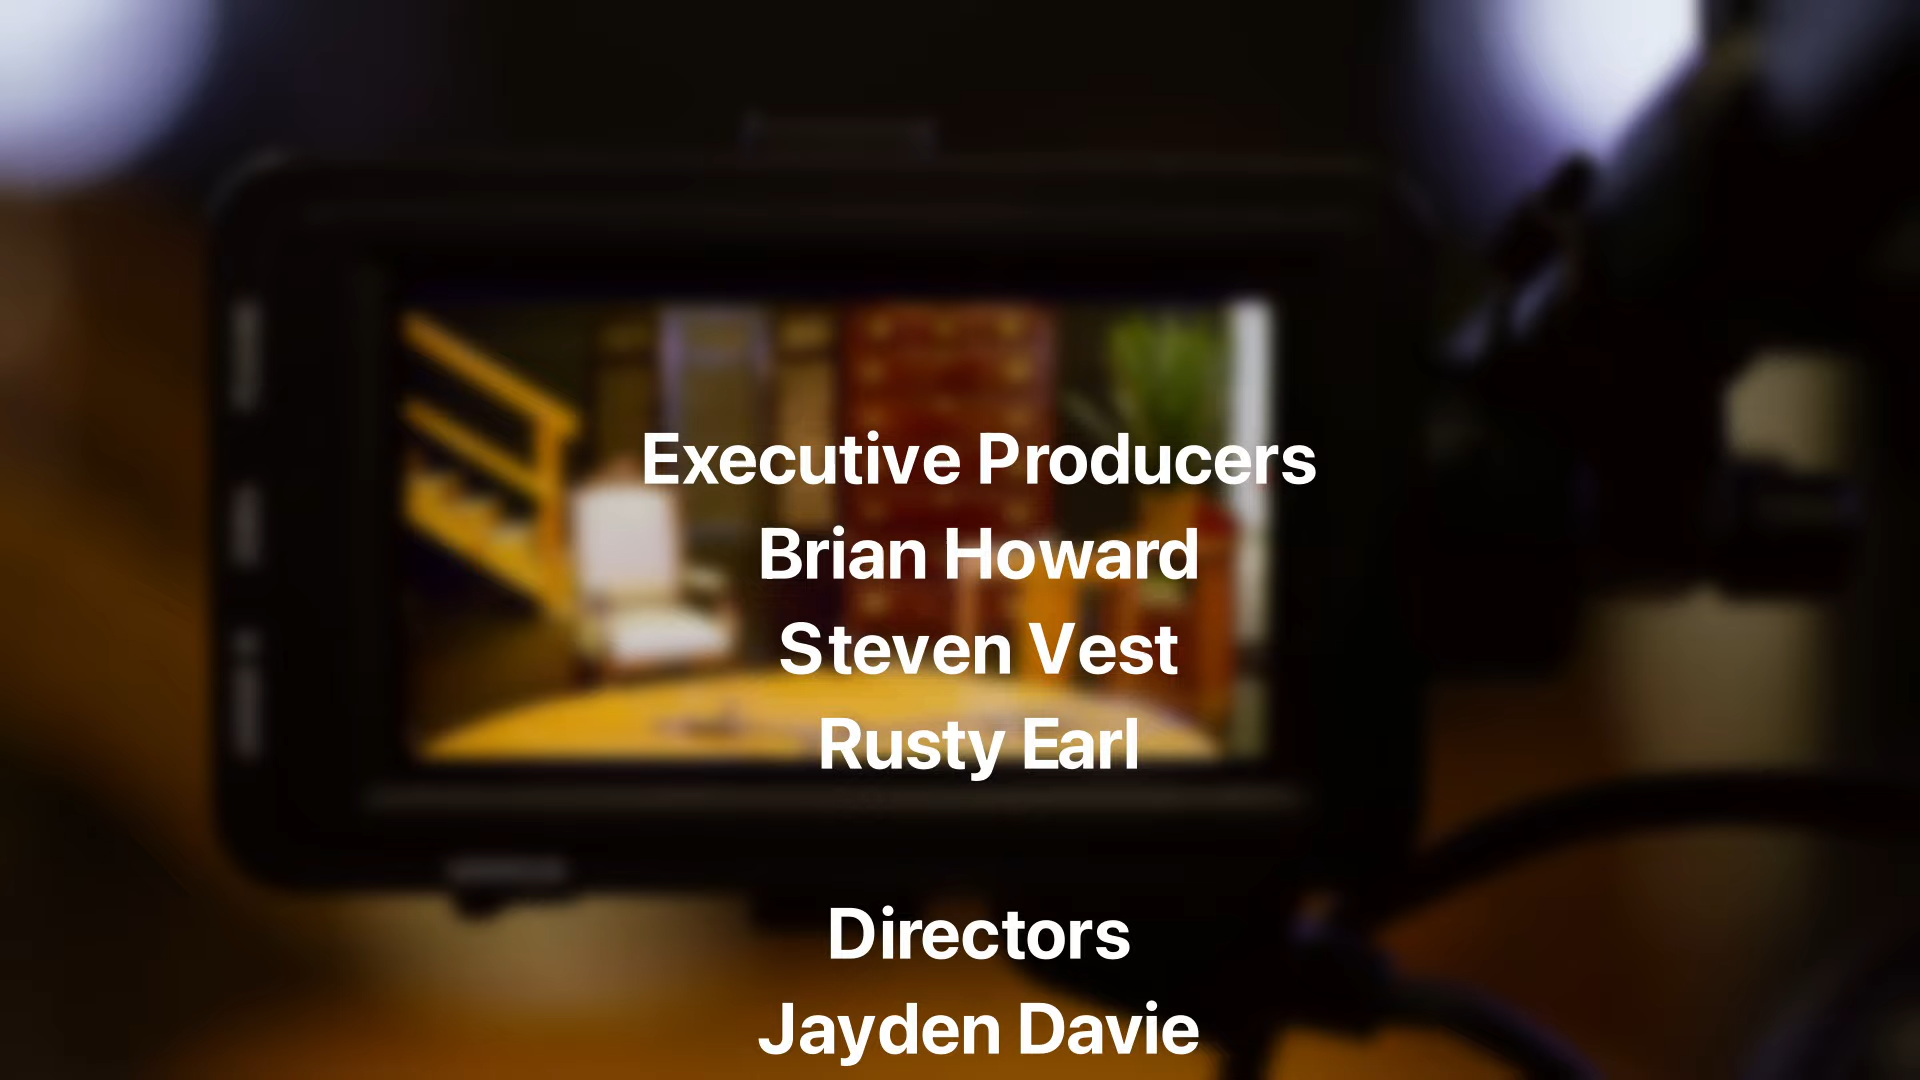 Executive Producers
Brian Howard
Steven Vest
Rusty Earl
Directors
Jayden Davie